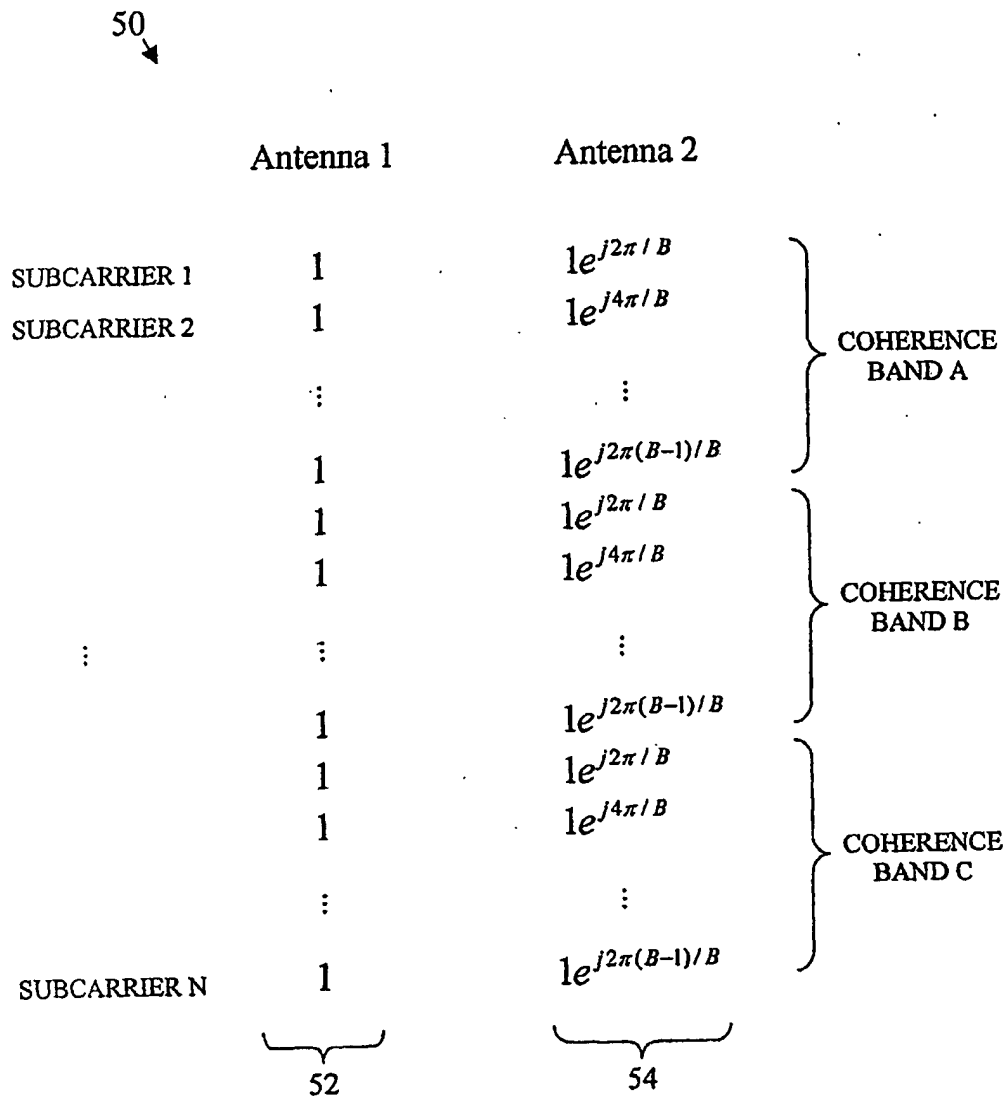 50
Antenna 1 Antenna 2
SUBCARRIER 1 1 1e^{j2π/B}
SUBCARRIER 2 1 1e^{j4π/B}
⋮ ⋮
1 1e^{j2π(B-1)/B}
COHERENCE
BAND A
1 1e^{j2π/B}
1 1e^{j4π/B}
⋮ ⋮ ⋮
1 1e^{j2π(B-1)/B}
COHERENCE
BAND B
1 1e^{j2π/B}
1 1e^{j4π/B}
⋮ ⋮
SUBCARRIER N 1 1e^{j2π(B-1)/B}
COHERENCE
BAND C
52 54